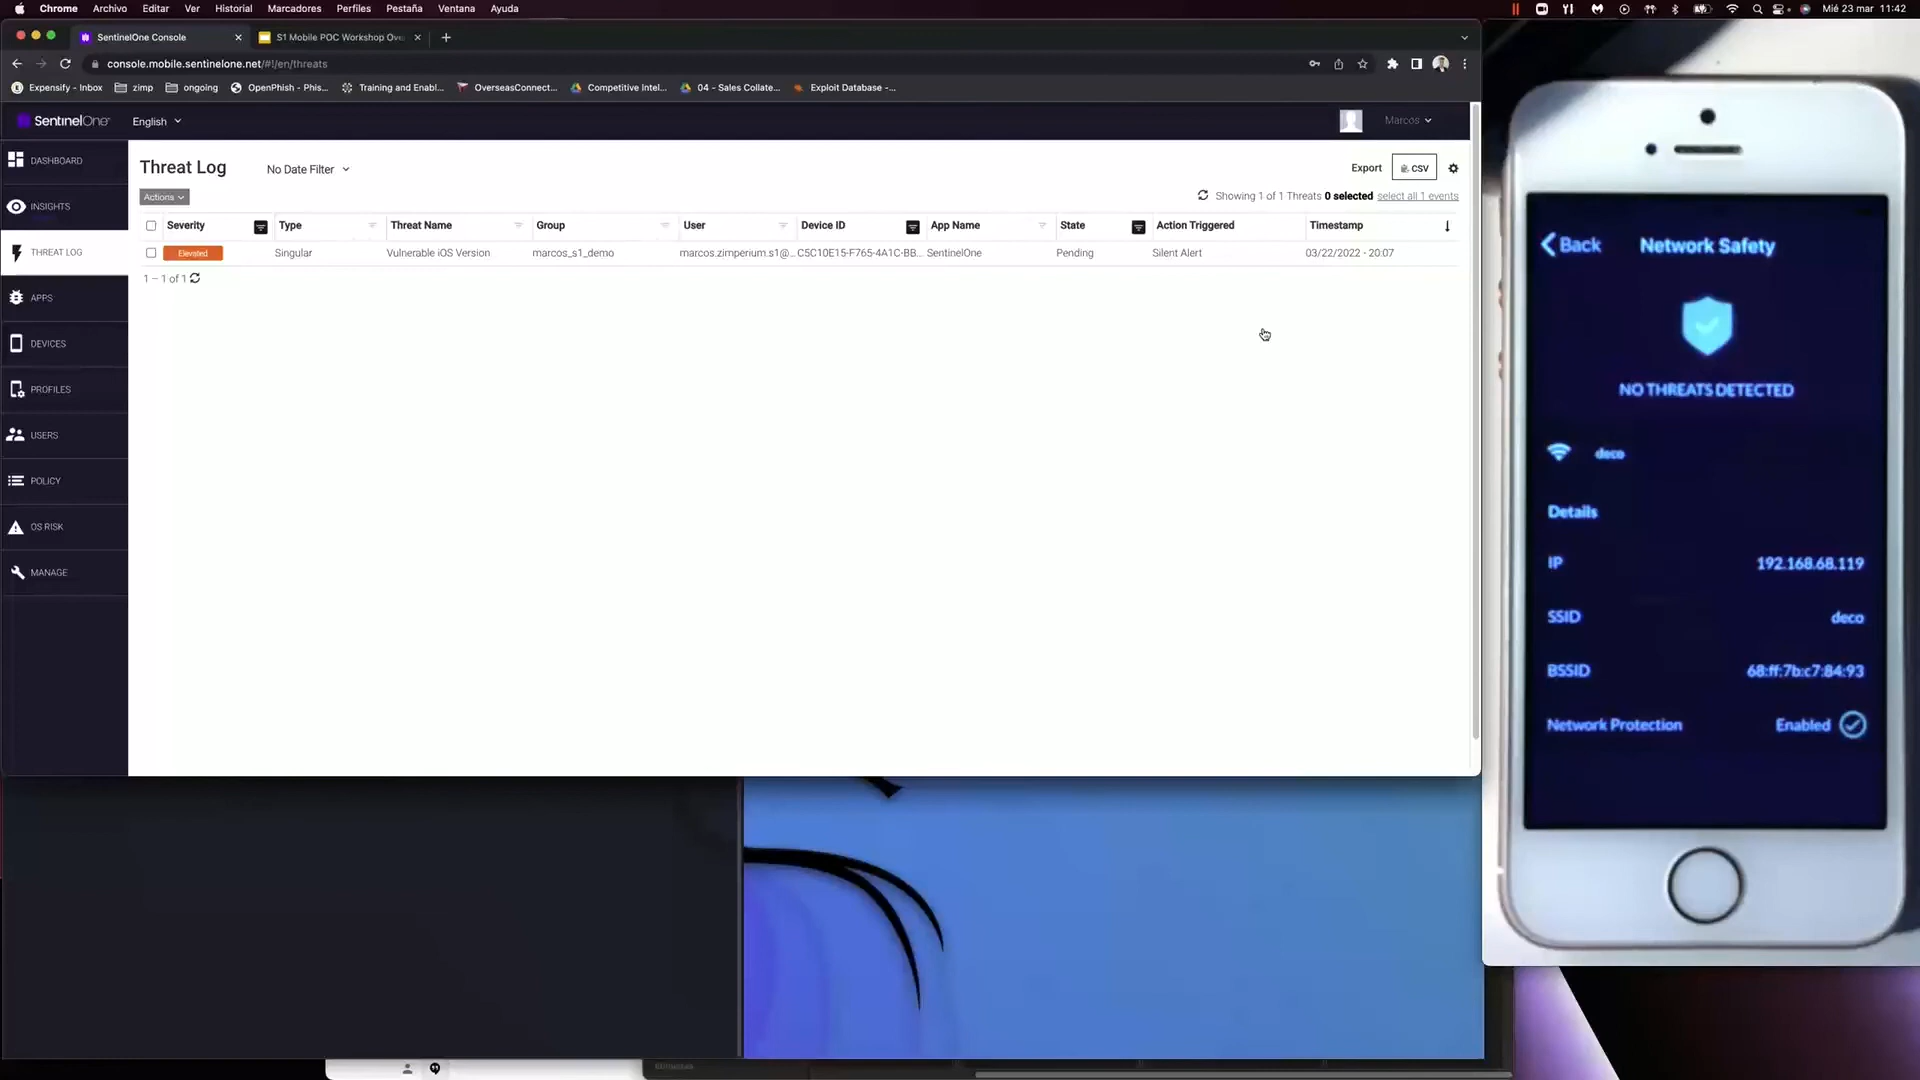 Chrome Archivo Editar Ver Historial Marcadores Perfiles Pestaña Ventana Ayuda
Mié 23 mar 11:42
SentinelOne Console
S1 Mobile POC Workshop Ove
console.mobile.sentinelone.net/#!/en/threats
Expensify - Inbox
zimp
ongoing
OpenPhish - Phis...
Training and Enabl...
OverseasConnect...
Competitive Intel...
04 - Sales Collate...
Exploit Database -...
SentinelOne
English
Marcos
DASHBOARD
INSIGHTS
THREAT LOG
APPS
DEVICES
PROFILES
USERS
POLICY
OS RISK
MANAGE
Threat Log
No Date Filter
Export
CSV
Actions
Showing 1 of 1 Threats 0 selected select all 1 events
Severity Type Threat Name Group User Device ID App Name State Action Triggered Timestamp
Elevated Singular Vulnerable iOS Version marcos_s1_demo marcos.zimperium.s1@... C5C10E15-F765-4A1C-BB... SentinelOne Pending Silent Alert 03/22/2022 - 20:07
1 – 1 of 1
Back
Network Safety
NO THREATS DETECTED
deco
Details
IP 192.168.68.119
SSID deco
BSSID 68:ff:7b:c7:84:93
Network Protection Enabled